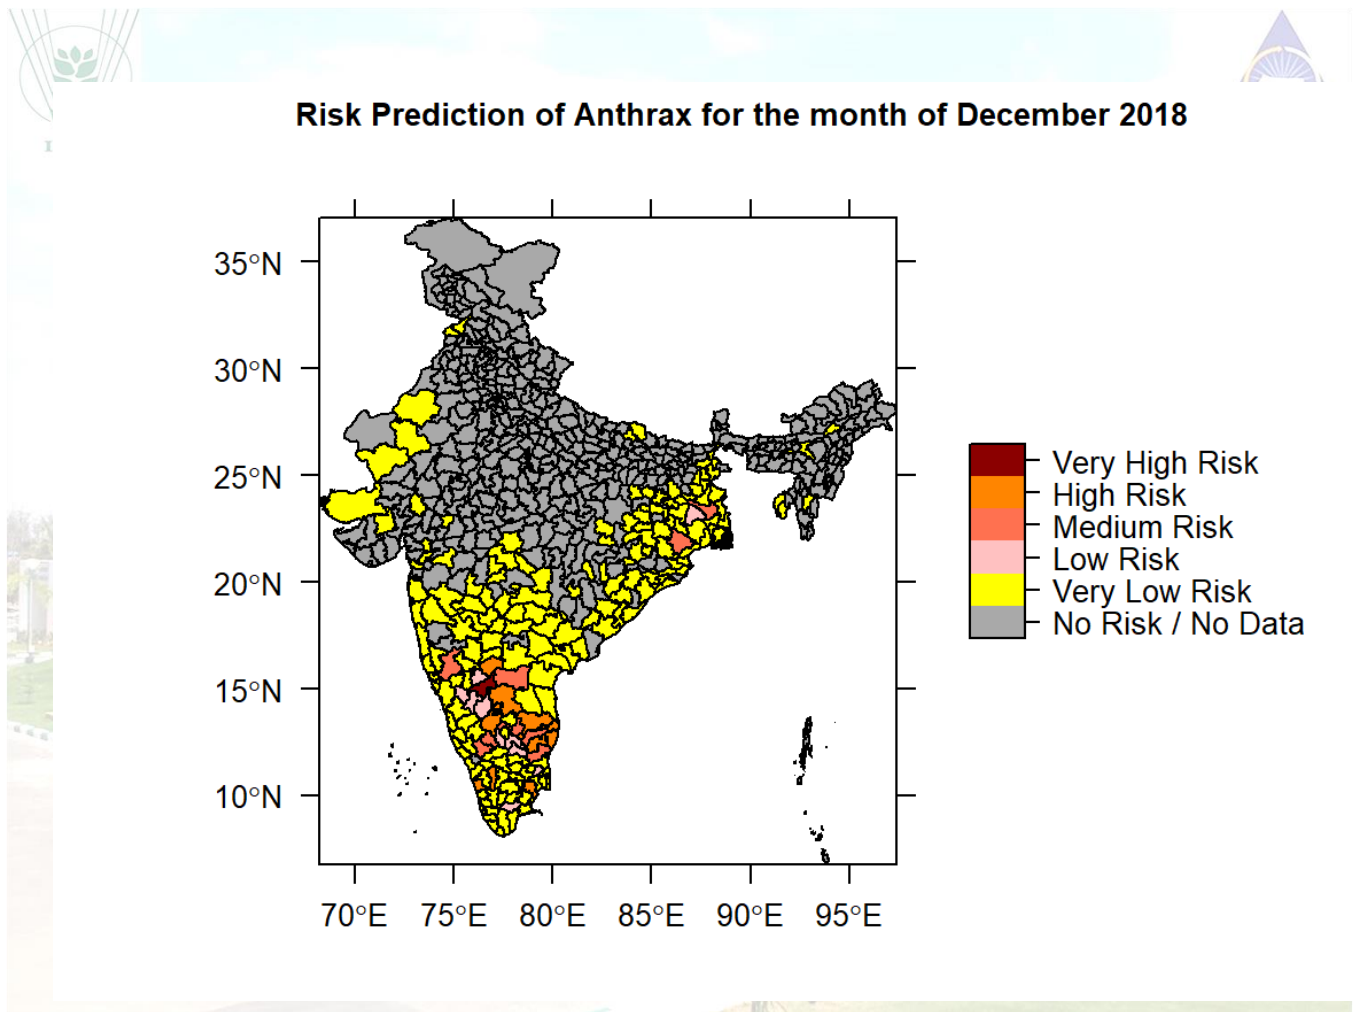 Risk Prediction of Anthrax for the month of December 2018
35°N
30°N
25°N
20°N
15°N
10°N
70°E 75°E 80°E 85°E 90°E 95°E
Very High Risk
High Risk
Medium Risk
Low Risk
Very Low Risk
No Risk / No Data